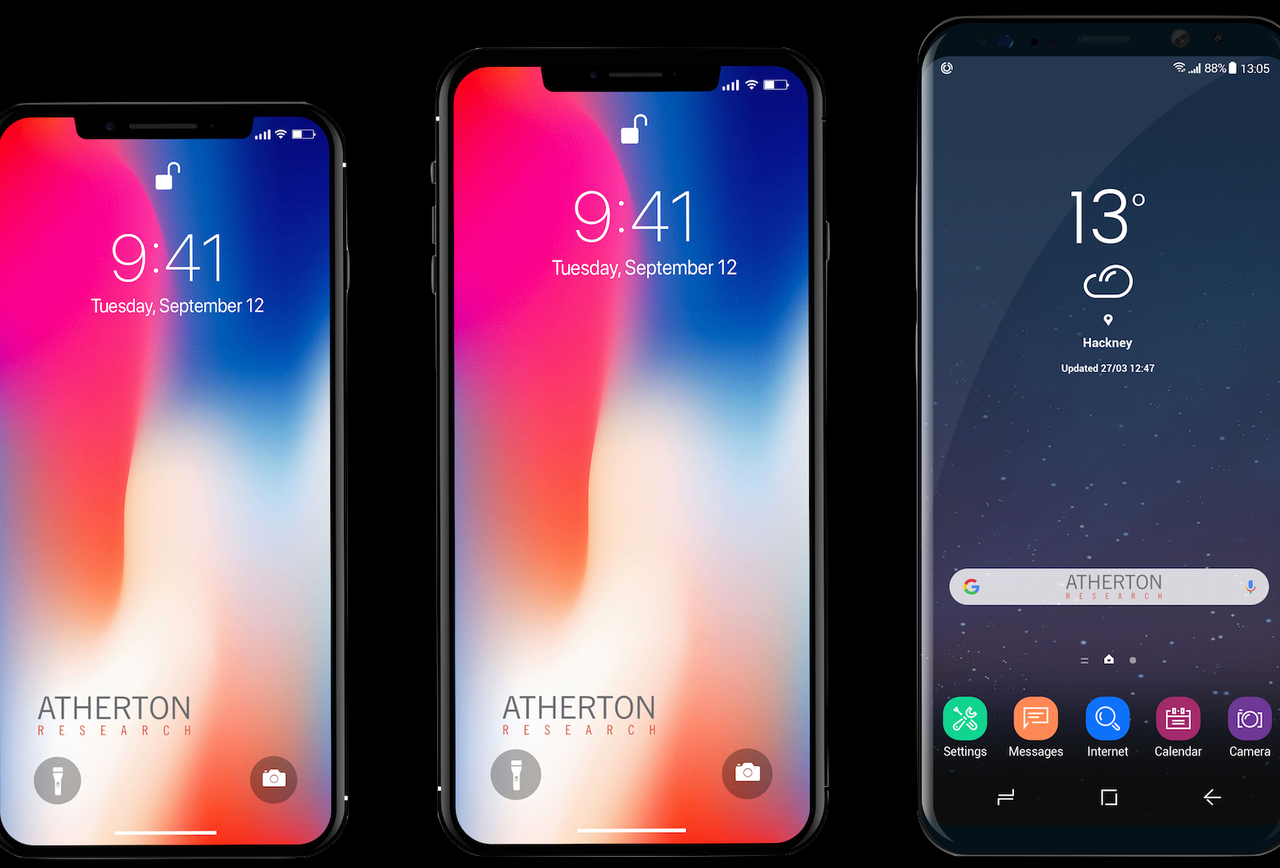 9:41
Tuesday, September 12
ATHERTON
RESEARCH
9:41
Tuesday, September 12
ATHERTON
RESEARCH
88% 13:05
13°
Hackney
Updated 27/03 12:47
ATHERTON
RESEARCH
Settings Messages Internet Calendar Camera